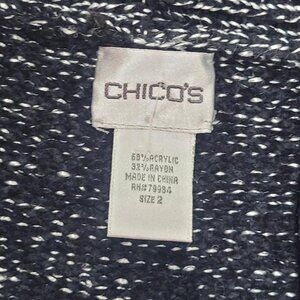 CHICO'S
68% ACRYLIC
32% RAYON
MADE IN CHINA
RN# 79984
SIZE 2